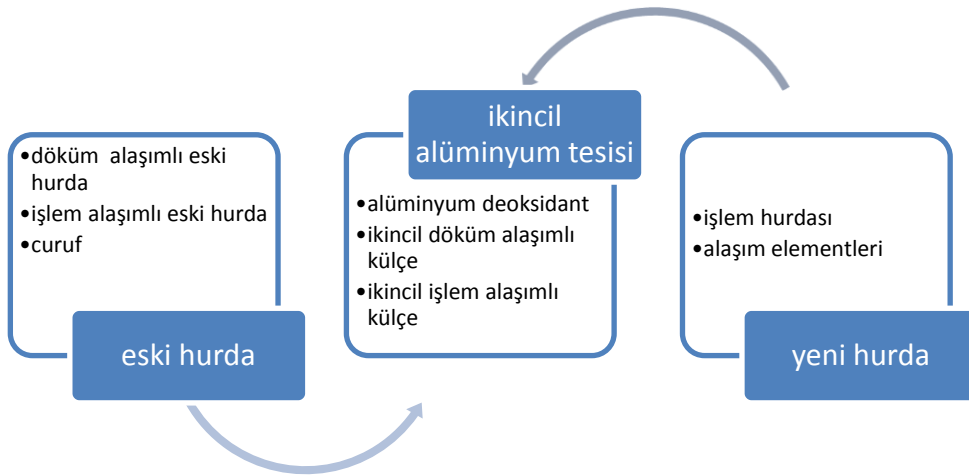 •döküm alaşımlı eski
hurda
•işlem alaşımlı eski hurda
•curuf
eski hurda
ikincil
alüminyum tesisi
•alüminyum deoksidant
•ikincil döküm alaşımlı
külçe
•ikincil işlem alaşımlı
külçe
•işlem hurdası
•alaşım elementleri
yeni hurda